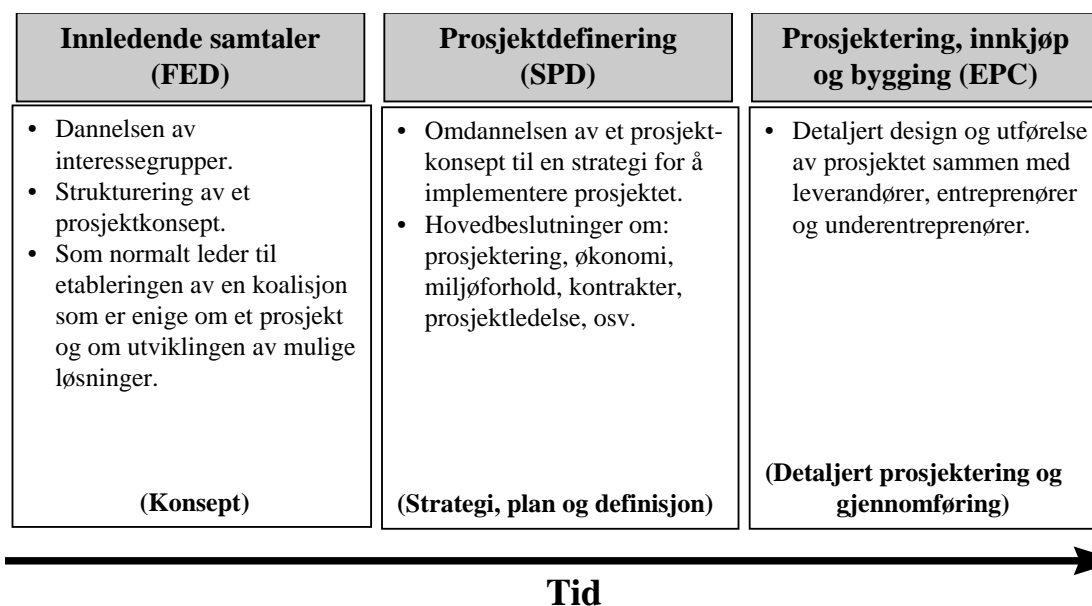 Innledende samtaler
(FED)
• Dannelsen av
interessegrupper.
• Strukturering av et
prosjektkonsept.
• Som normalt leder til
etableringen av en koalisjon
som er enige om et prosjekt
og om utviklingen av mulige
løsninger.
(Konsept)
Prosjektdefinering
(SPD)
• Omdannelsen av et prosjekt-
konsept til en strategi for å
implementere prosjektet.
• Hovedbeslutninger om:
prosjektering, økonomi,
miljøforhold, kontrakter,
prosjektledelse, osv.
(Strategi, plan og definisjon)
Prosjektering, innkjøp
og bygging (EPC)
• Detaljert design og utførelse
av prosjektet sammen med
leverandører, entreprenører
og underentreprenører.
(Detaljert prosjektering og
gjennomføring)
Tid